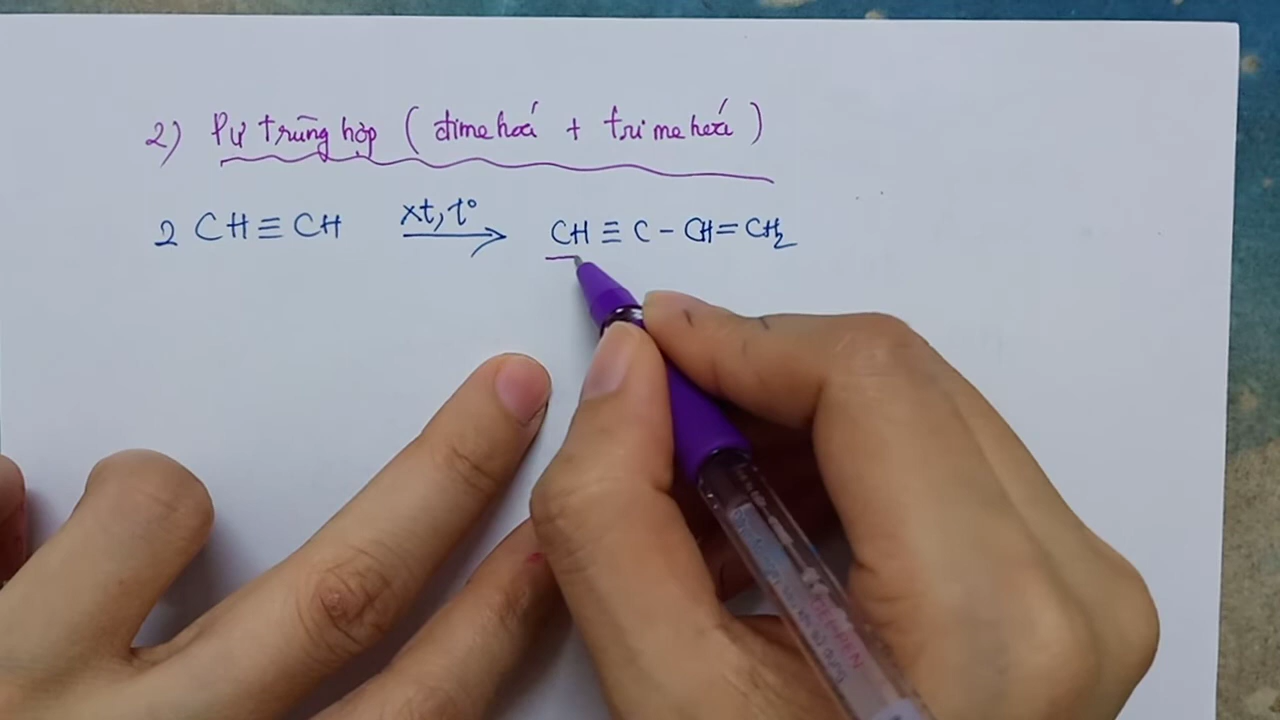 2) Pư trùng hợp (đime hoá + trime hoá)
2 CH≡CH xt, t° CH≡C-CH=CH₂